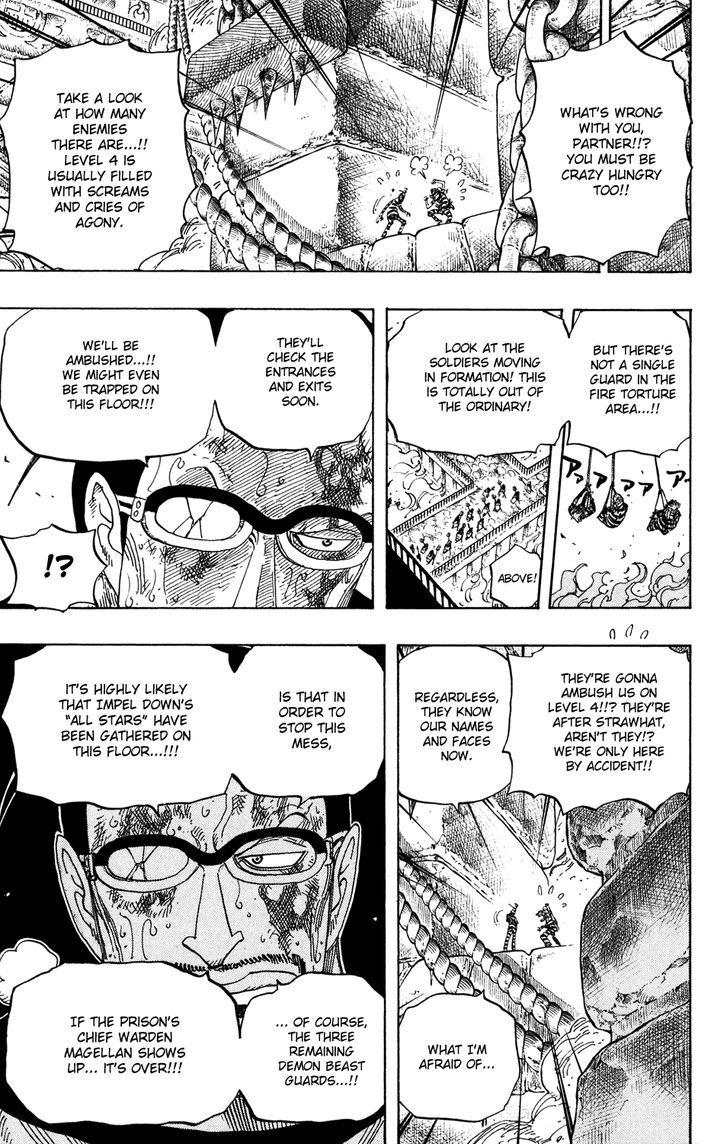 WHAT'S WRONG
WITH YOU,
PARTNER!!?
YOU MUST BE
CRAZY HUNGRY
TOO!!
TAKE A LOOK
AT HOW MANY
ENEMIES
THERE ARE...!!
LEVEL 4 IS
USUALLY FILLED
WITH SCREAMS
AND CRIES OF
AGONY.
BUT THERE'S
NOT A SINGLE
GUARD IN THE
FIRE TORTURE
AREA...!!
アァ
アァ
アァ
LOOK AT THE
SOLDIERS MOVING
IN FORMATION! THIS
IS TOTALLY OUT OF
THE ORDINARY!
ABOVE!
THEY'LL
CHECK THE
ENTRANCES
AND EXITS
SOON.
WE'LL BE
AMBUSHED...!!
WE MIGHT EVEN
BE TRAPPED ON
THIS FLOOR!!!
!?
THEY'RE GONNA
AMBUSH US ON
LEVEL 4!!? THEY'RE
AFTER STRAWHAT,
AREN'T THEY!?
WE'RE ONLY HERE
BY ACCIDENT!!
REGARDLESS,
THEY KNOW
OUR NAMES
AND FACES
NOW.
WHAT I'M
AFRAID OF...
IS THAT IN
ORDER TO
STOP THIS
MESS,
IT'S HIGHLY LIKELY
THAT IMPEL DOWN'S
"ALL STARS" HAVE
BEEN GATHERED ON
THIS FLOOR...!!!
... OF COURSE,
THE THREE
REMAINING
DEMON BEAST
GUARDS...!!
IF THE PRISON'S
CHIEF WARDEN
MAGELLAN SHOWS
UP... IT'S OVER!!!